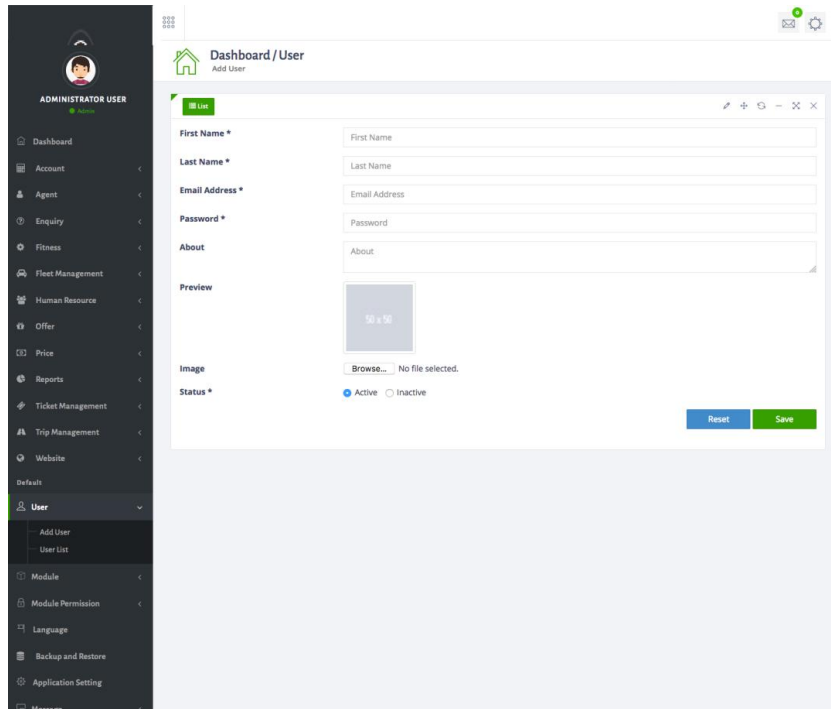 0
ADMINISTRATOR USER
Admin
Dashboard
Account
Agent
Enquiry
Fitness
Fleet Management
Human Resource
Offer
Price
Reports
Ticket Management
Trip Management
Website
Default
User
Add User
User List
Module
Module Permission
Language
Backup and Restore
Application Setting
Message
Dashboard / User
Add User
List
First Name *
First Name
Last Name *
Last Name
Email Address *
Email Address
Password *
Password
About
About
Preview
50 x 50
Image
Browse... No file selected.
Status *
Active Inactive
Reset Save